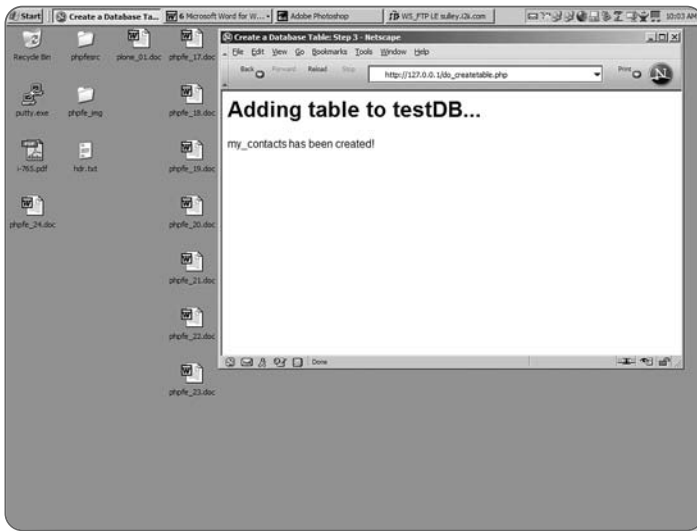 Start Create a Database Ta... 6 Microsoft Word for W... Adobe Photoshop WS_FTP LE sulley.i2k.com 10:03 AM
Recycle Bin phpfesrc plone_01.doc phpfe_17.doc
Create a Database Table: Step 3 - Netscape
File Edit View Go Bookmarks Tools Window Help
Back Forward Reload Stop http://127.0.0.1/do_createtable.php Print N
putty.exe phpfe_img phpfe_18.doc
Adding table to testDB...
my_contacts has been created!
i-765.pdf hdr.txt phpfe_19.doc
phpfe_24.doc phpfe_20.doc
phpfe_21.doc
phpfe_22.doc
Done
phpfe_23.doc